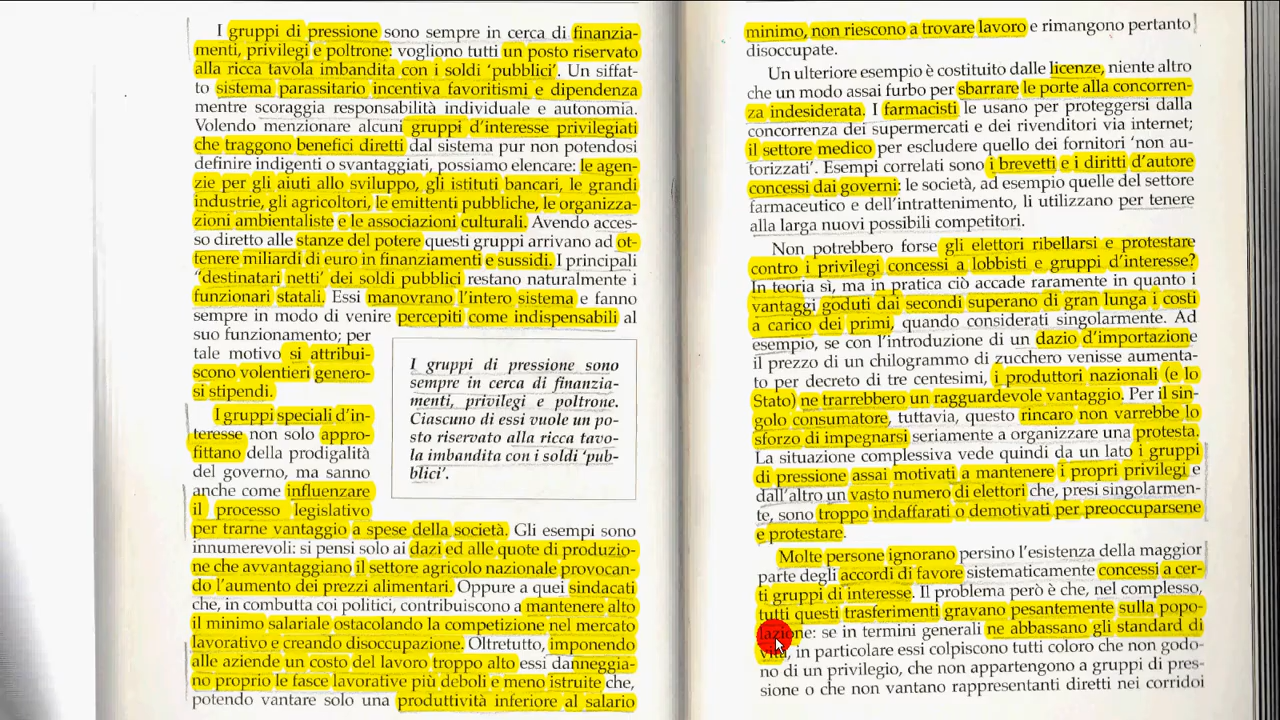 I gruppi di pressione sono sempre in cerca di finanzia-
menti, privilegi e poltrone: vogliono tutti un posto riservato
alla ricca tavola imbandita con i soldi ‘pubblici’. Un siffat-
to sistema parassitario incentiva favoritismi e dipendenza
mentre scoraggia responsabilità individuale e autonomia.
Volendo menzionare alcuni gruppi d’interesse privilegiati
che traggono benefici diretti dal sistema pur non potendosi
definire indigenti o svantaggiati, possiamo elencare: le agen-
zie per gli aiuti allo sviluppo, gli istituti bancari, le grandi
industrie, gli agricoltori, le emittenti pubbliche, le organizza-
zioni ambientaliste e le associazioni culturali. Avendo acces-
so diretto alle stanze del potere questi gruppi arrivano ad ot-
tenere miliardi di euro in finanziamenti e sussidi. I principali
“destinatari netti’ dei soldi pubblici restano naturalmente i
funzionari statali. Essi manovrano l’intero sistema e fanno
sempre in modo di venire percepiti come indispensabili al
suo funzionamento; per
tale motivo si attribui-
scono volentieri genero-
si stipendi.
I gruppi speciali d’in-
teresse non solo appro-
fittano della prodigalità
del governo, ma sanno
anche come influenzare
il processo legislativo
per trarne vantaggio a spese della società. Gli esempi sono
innumerevoli: si pensi solo ai dazi ed alle quote di produzio-
ne che avvantaggiano il settore agricolo nazionale provocan-
do l’aumento dei prezzi alimentari. Oppure a quei sindacati
che, in combutta coi politici, contribuiscono a mantenere alto
il minimo salariale ostacolando la competizione nel mercato
lavorativo e creando disoccupazione. Oltretutto, imponendo
alle aziende un costo del lavoro troppo alto essi danneggia-
no proprio le fasce lavorative più deboli e meno istruite che,
potendo vantare solo una produttività inferiore al salario
I gruppi di pressione sono
sempre in cerca di finanzia-
menti, privilegi e poltrone.
Ciascuno di essi vuole un po-
sto riservato alla ricca tavo-
la imbandita con i soldi ‘pub-
blici’.
minimo, non riescono a trovare lavoro e rimangono pertanto
disoccupate.
Un ulteriore esempio è costituito dalle licenze, niente altro
che un modo assai furbo per sbarrare le porte alla concorren-
za indesiderata. I farmacisti le usano per proteggersi dalla
concorrenza dei supermercati e dei rivenditori via internet;
il settore medico per escludere quello dei fornitori ‘non au-
torizzati’. Esempi correlati sono i brevetti e i diritti d’autore
concessi dai governi: le società, ad esempio quelle del settore
farmaceutico e dell’intrattenimento, li utilizzano per tenere
alla larga nuovi possibili competitori.
Non potrebbero forse gli elettori ribellarsi e protestare
contro i privilegi concessi a lobbisti e gruppi d’interesse?
In teoria sì, ma in pratica ciò accade raramente in quanto i
vantaggi goduti dai secondi superano di gran lunga i costi
a carico dei primi, quando considerati singolarmente. Ad
esempio, se con l’introduzione di un dazio d’importazione
il prezzo di un chilogrammo di zucchero venisse aumenta-
to per decreto di tre centesimi, i produttori nazionali (e lo
Stato) ne trarrebbero un ragguardevole vantaggio. Per il sin-
golo consumatore, tuttavia, questo rincaro non varrebbe lo
sforzo di impegnarsi seriamente a organizzare una protesta.
La situazione complessiva vede quindi da un lato i gruppi
di pressione assai motivati a mantenere i propri privilegi e
dall’altro un vasto numero di elettori che, presi singolarmen-
te, sono troppo indaffarati o demotivati per preoccuparsene
e protestare.
Molte persone ignorano persino l’esistenza della maggior
parte degli accordi di favore sistematicamente concessi a cer-
ti gruppi di interesse. Il problema però è che, nel complesso,
tutti questi trasferimenti gravano pesantemente sulla popo-
lazione: se in termini generali ne abbassano gli standard di
vita, in particolare essi colpiscono tutti coloro che non godo-
no di un privilegio, che non appartengono a gruppi di pres-
sione o che non vantano rappresentanti diretti nei corridoi